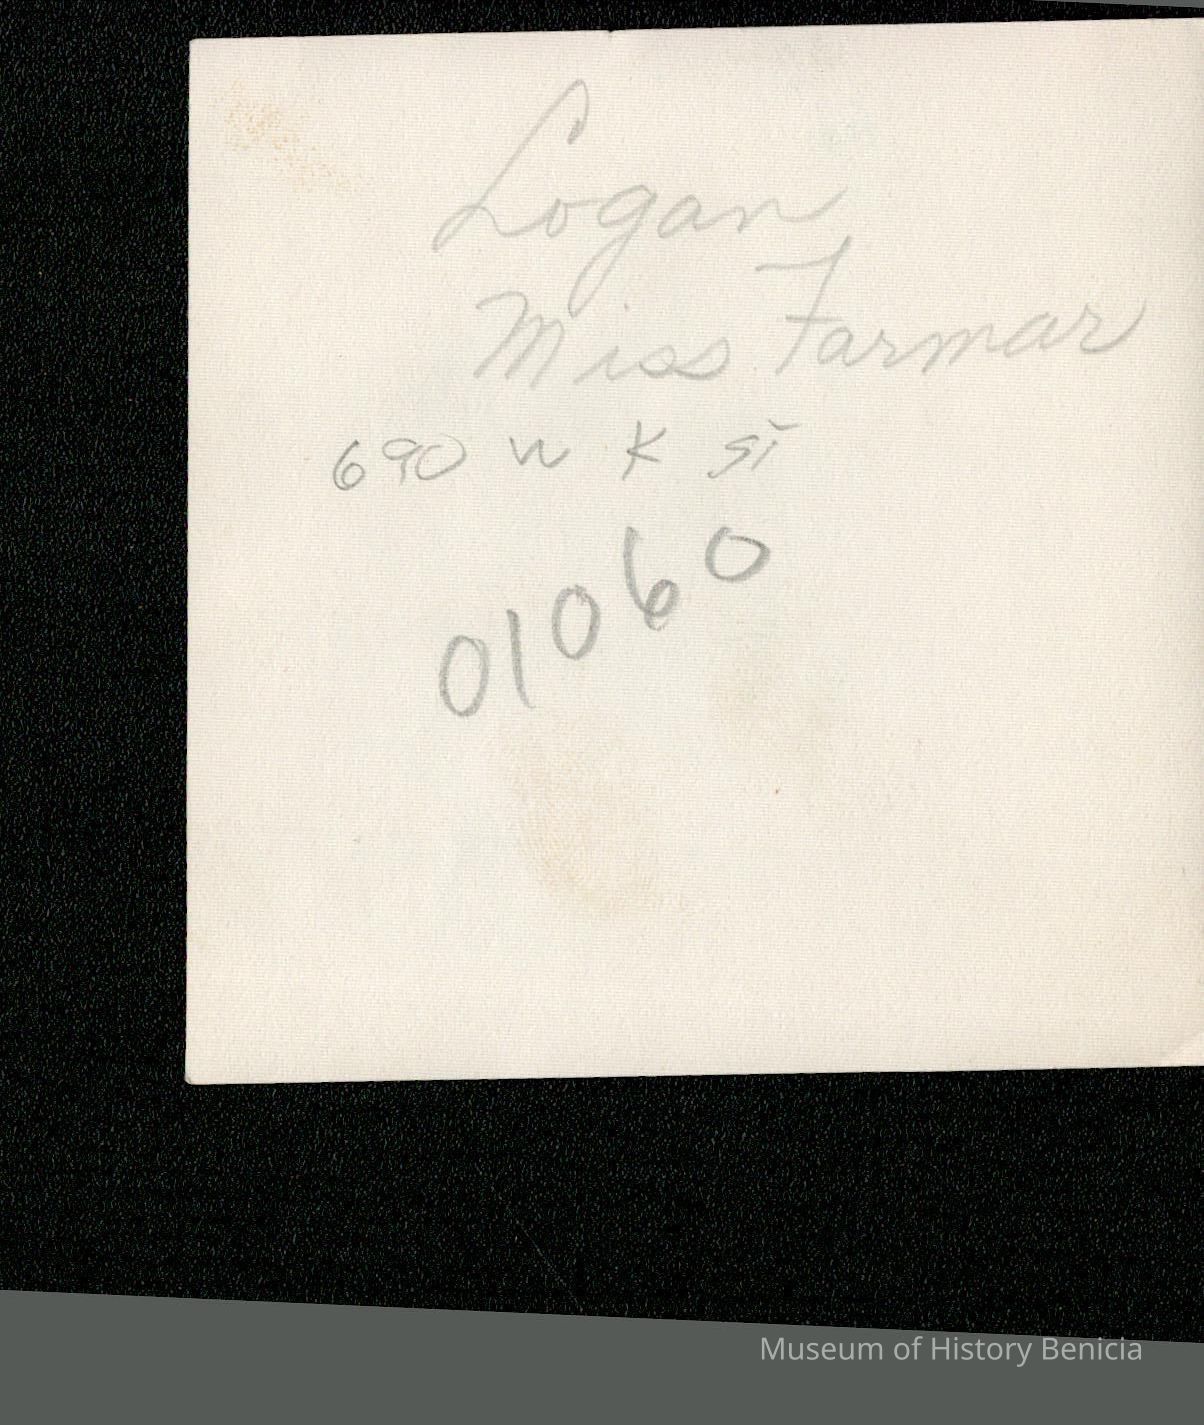 Logan
Miss Farmar
690 W K St
01060
Museum of History Benicia